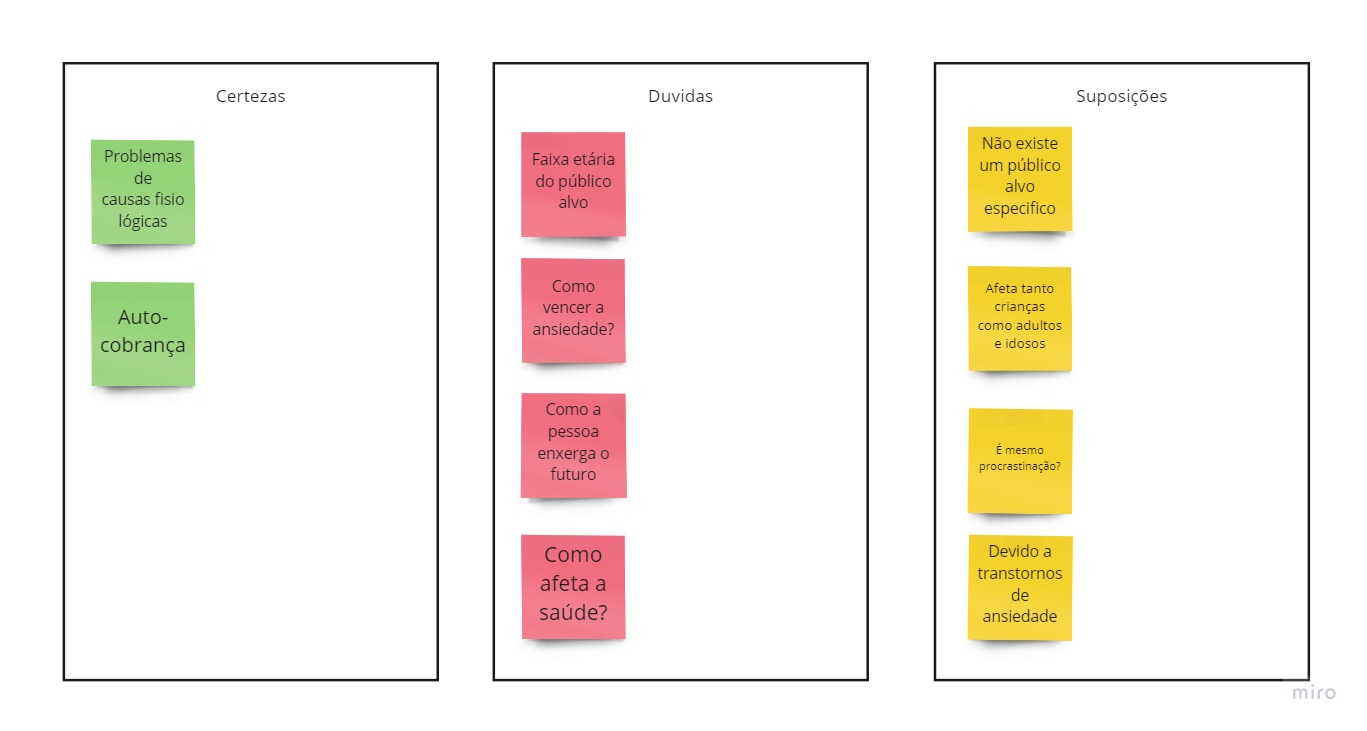 Certezas
Problemas
de
causas fisio
lógicas
Auto-
cobrança
Duvidas
Faixa etária
do público
alvo
Como
vencer a
ansiedade?
Como a
pessoa
enxerga o
futuro
Como
afeta a
saúde?
Suposições
Não existe
um público
alvo
especifico
Afeta tanto
crianças
como adultos
e idosos
É mesmo
procrastinação?
Devido a
transtornos
de
ansiedade
miro